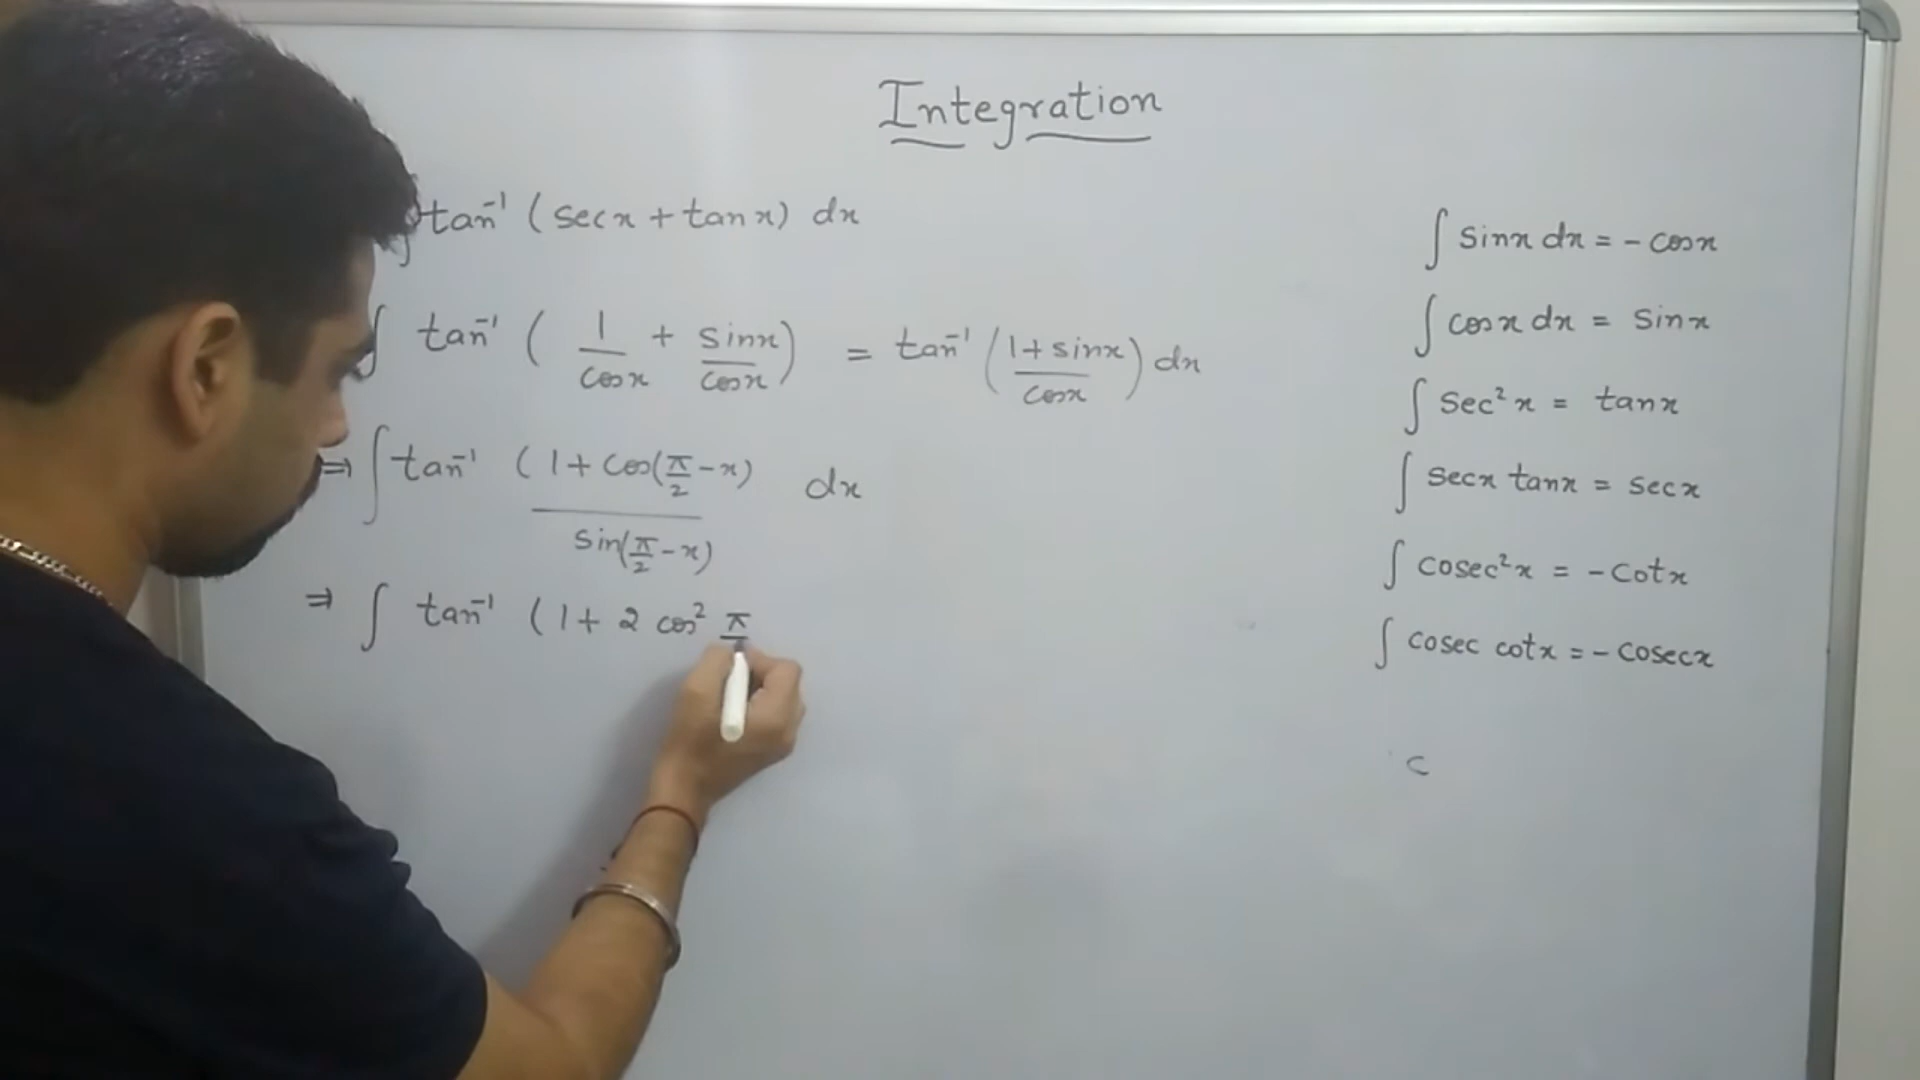 Integration
∫tan⁻¹ (secx + tanx) dx
∫ tan⁻¹ ( 1/cosx + sinx/cosx ) = tan⁻¹ ( 1+sinx/cosx ) dx
⇒ ∫ tan⁻¹ ( 1+ cos(π/2 - x) / sin(π/2 - x) dx
⇒ ∫ tan⁻¹ ( 1+ 2 cos² π
∫ sinx dx = - cosx
∫ cosx dx = sinx
∫ sec²x = tanx
∫ secx tanx = secx
∫ cosec²x = -cotx
∫ cosec cotx = - cosecx
c